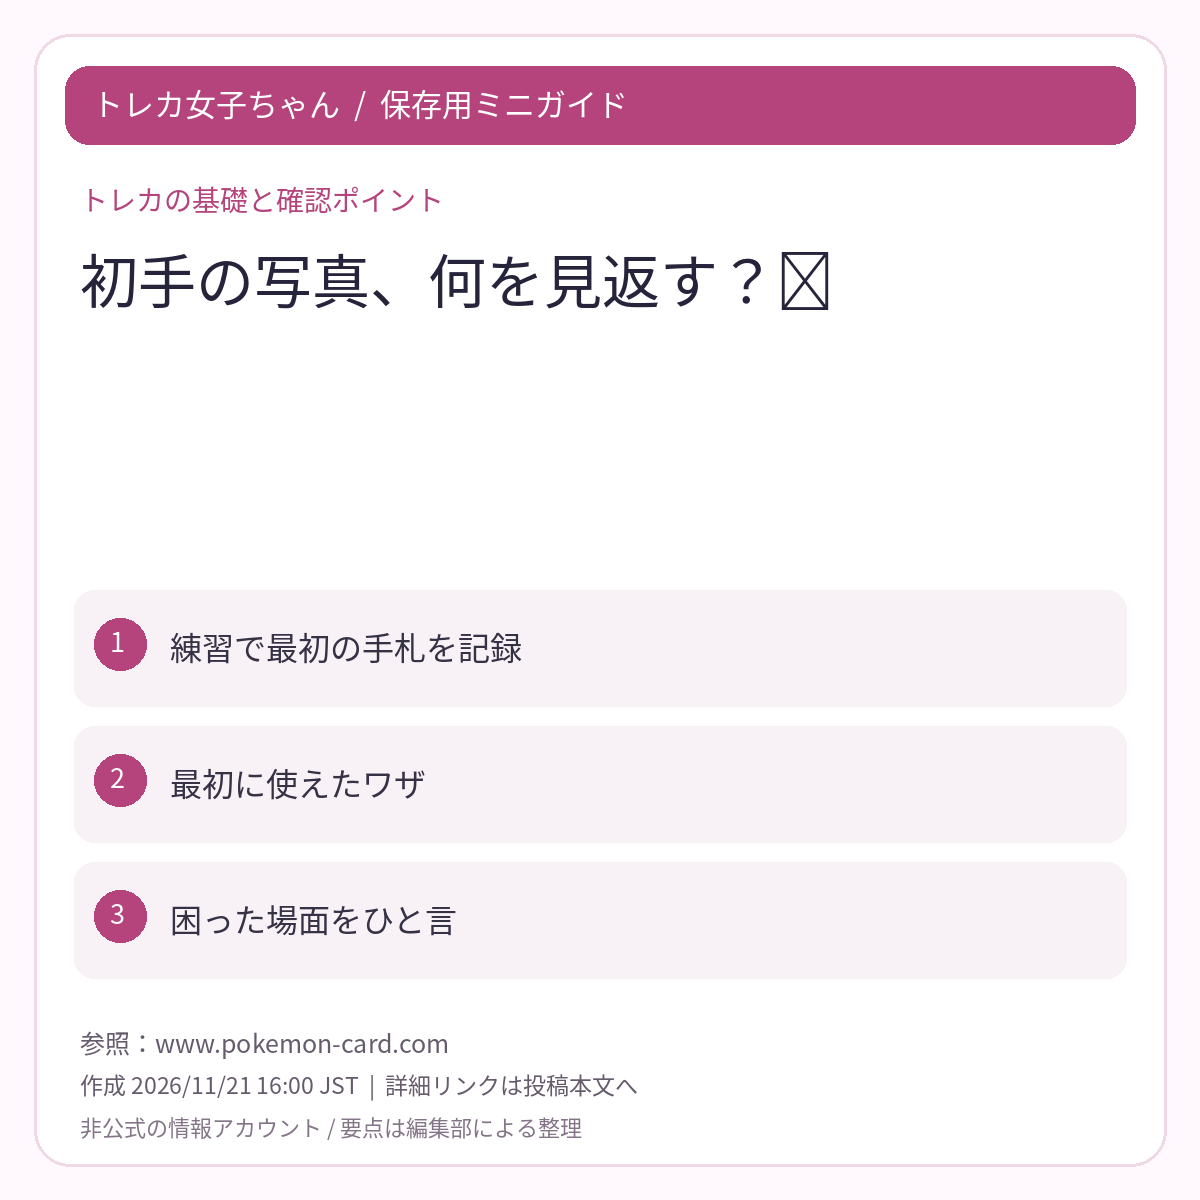 トレカ女子ちゃん / 保存用ミニガイド
トレカの基礎と確認ポイント
初手の写真、何を見返す？
1 練習で最初の手札を記録
2 最初に使えたワザ
3 困った場面をひと言
参照：www.pokemon-card.com
作成 2026/11/21 16:00 JST | 詳細リンクは投稿本文へ
非公式の情報アカウント / 要点は編集部による整理